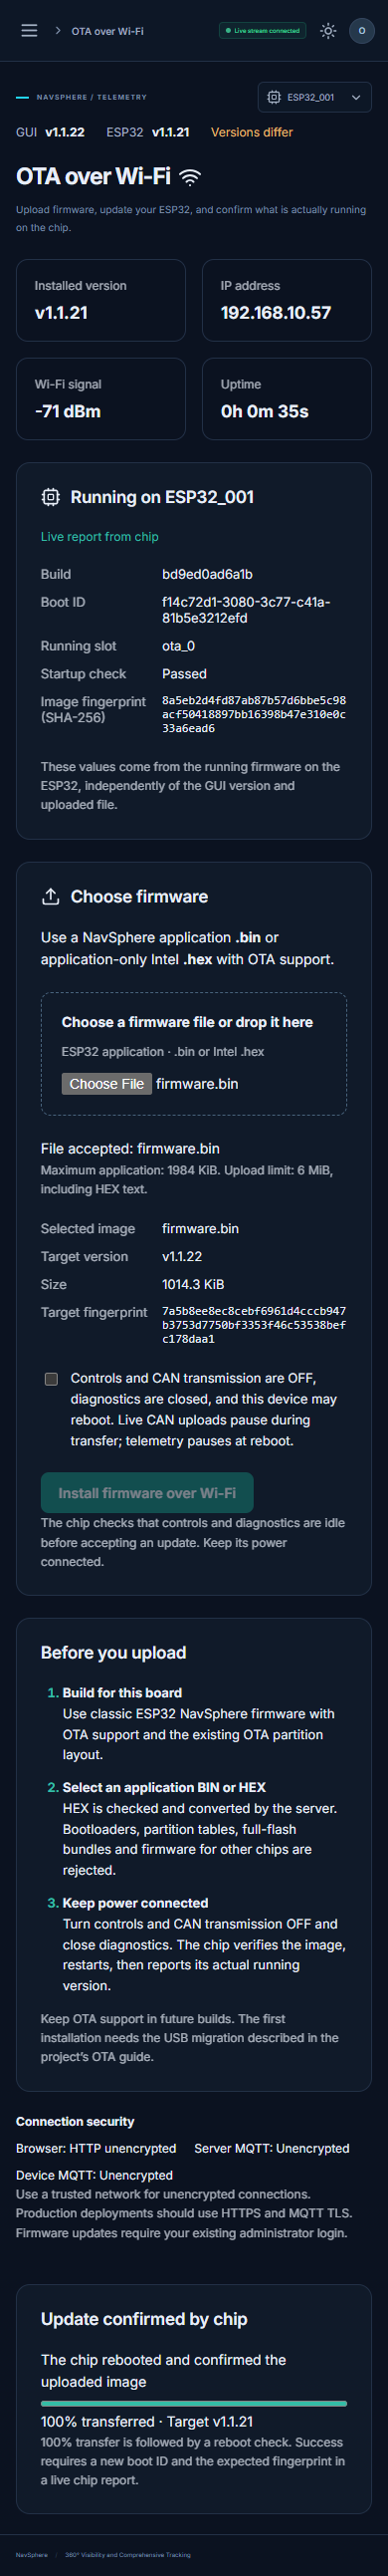 OTA over Wi-Fi
Live stream connected
O
NAVSPHERE / TELEMETRY
ESP32_001
GUI v1.1.22 ESP32 v1.1.21 Versions differ
OTA over Wi-Fi
Upload firmware, update your ESP32, and confirm what is actually running
on the chip.
Installed version
v1.1.21
IP address
192.168.10.57
Wi-Fi signal
-71 dBm
Uptime
0h 0m 35s
Running on ESP32_001
Live report from chip
Build bd9ed0ad6a1b
Boot ID f14c72d1-3080-3c77-c41a-
81b5e3212efd
Running slot ota_0
Startup check Passed
Image fingerprint
(SHA-256)
8a5eb2d4fd87ab87b57d6bbe5c98
acf50418897bb16398b47e310e0c
33a6ead6
These values come from the running firmware on the
ESP32, independently of the GUI version and
uploaded file.
Choose firmware
Use a NavSphere application .bin or
application-only Intel .hex with OTA support.
Choose a firmware file or drop it here
ESP32 application · .bin or Intel .hex
Choose File firmware.bin
File accepted: firmware.bin
Maximum application: 1984 KiB. Upload limit: 6 MiB,
including HEX text.
Selected image firmware.bin
Target version v1.1.22
Size 1014.3 KiB
Target fingerprint 7a5b8ee8ec8cebf6961d4cccb947
b3753d7750bf3353f46c53538bef
c178daa1
Controls and CAN transmission are OFF,
diagnostics are closed, and this device may
reboot. Live CAN uploads pause during
transfer; telemetry pauses at reboot.
Install firmware over Wi-Fi
The chip checks that controls and diagnostics are idle
before accepting an update. Keep its power
connected.
Before you upload
1. Build for this board
Use classic ESP32 NavSphere firmware with
OTA support and the existing OTA partition
layout.
2. Select an application BIN or HEX
HEX is checked and converted by the server.
Bootloaders, partition tables, full-flash
bundles and firmware for other chips are
rejected.
3. Keep power connected
Turn controls and CAN transmission OFF and
close diagnostics. The chip verifies the image,
restarts, then reports its actual running
version.
Keep OTA support in future builds. The first
installation needs the USB migration described in the
project's OTA guide.
Connection security
Browser: HTTP unencrypted Server MQTT: Unencrypted
Device MQTT: Unencrypted
Use a trusted network for unencrypted connections.
Production deployments should use HTTPS and MQTT TLS.
Firmware updates require your existing administrator login.
Update confirmed by chip
The chip rebooted and confirmed the
uploaded image
100% transferred · Target v1.1.21
100% transfer is followed by a reboot check. Success
requires a new boot ID and the expected fingerprint in
a live chip report.
NavSphere / 360° Visibility and Comprehensive Tracking